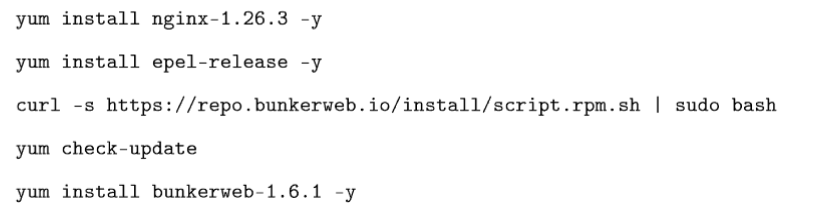 yum install nginx-1.26.3 -y
yum install epel-release -y
curl -s https://repo.bunkerweb.io/install/script.rpm.sh | sudo bash
yum check-update
yum install bunkerweb-1.6.1 -y